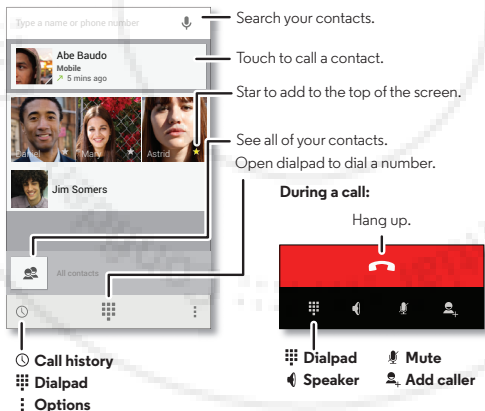 Type a name or phone number
Search your contacts.
Abe Baudo
Mobile
5 mins ago
Touch to call a contact.
Star to add to the top of the screen.
Daniel
Mary
Astrid
See all of your contacts.
Open dialpad to dial a number.
Jim Somers
During a call:
Hang up.
All contacts
Call history
Dialpad
Options
Dialpad
Mute
Speaker
Add caller